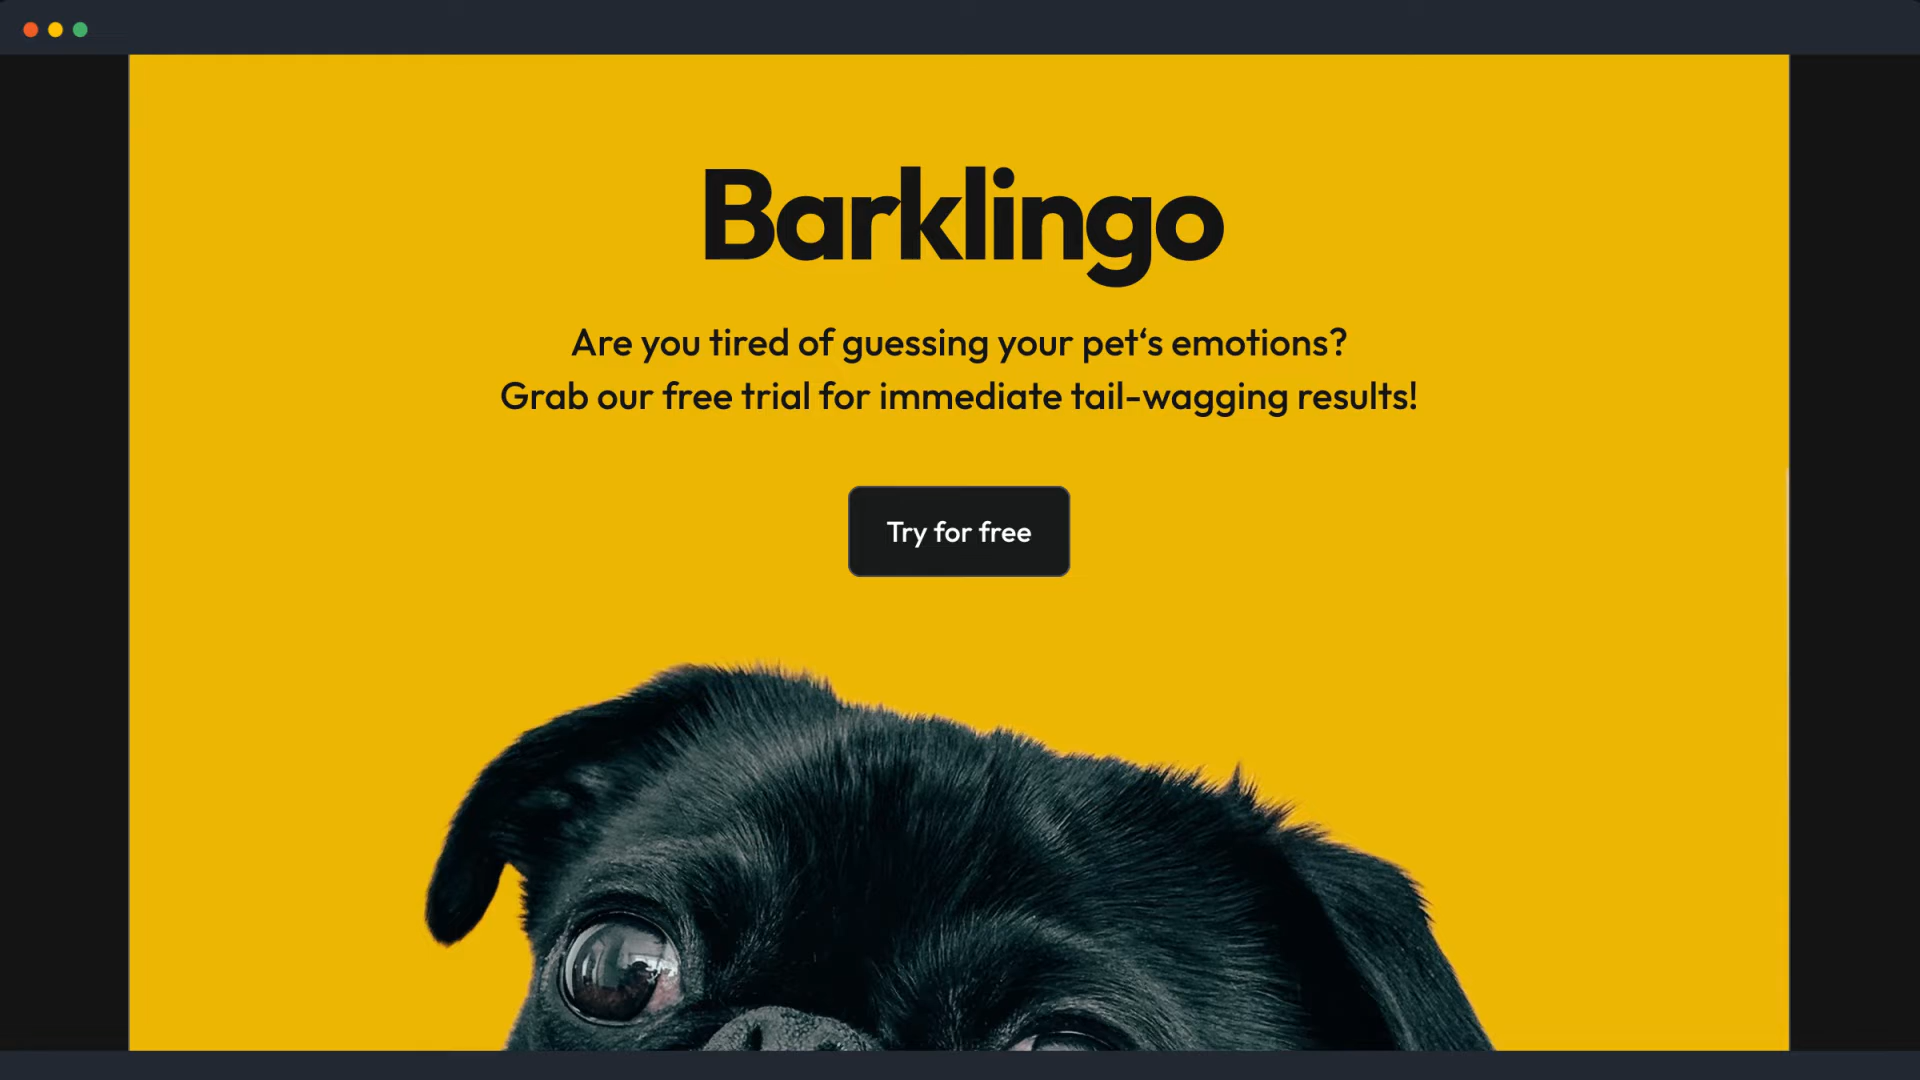 Barklingo
Are you tired of guessing your pet‘s emotions?
Grab our free trial for immediate tail-wagging results!
Try for free